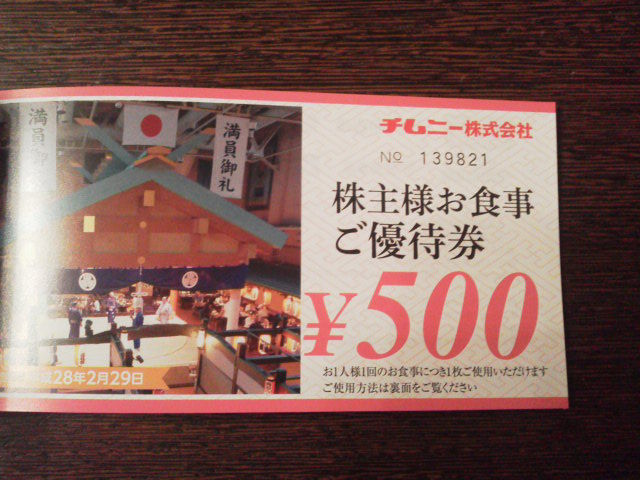 満員御礼
満員御礼
チムニー株式会社
No 139821
株主様お食事
ご優待券
¥500
お1人様1回のお食事につき1枚ご使用いただけます
ご使用方法は裏面をご覧ください
成28年2月29日